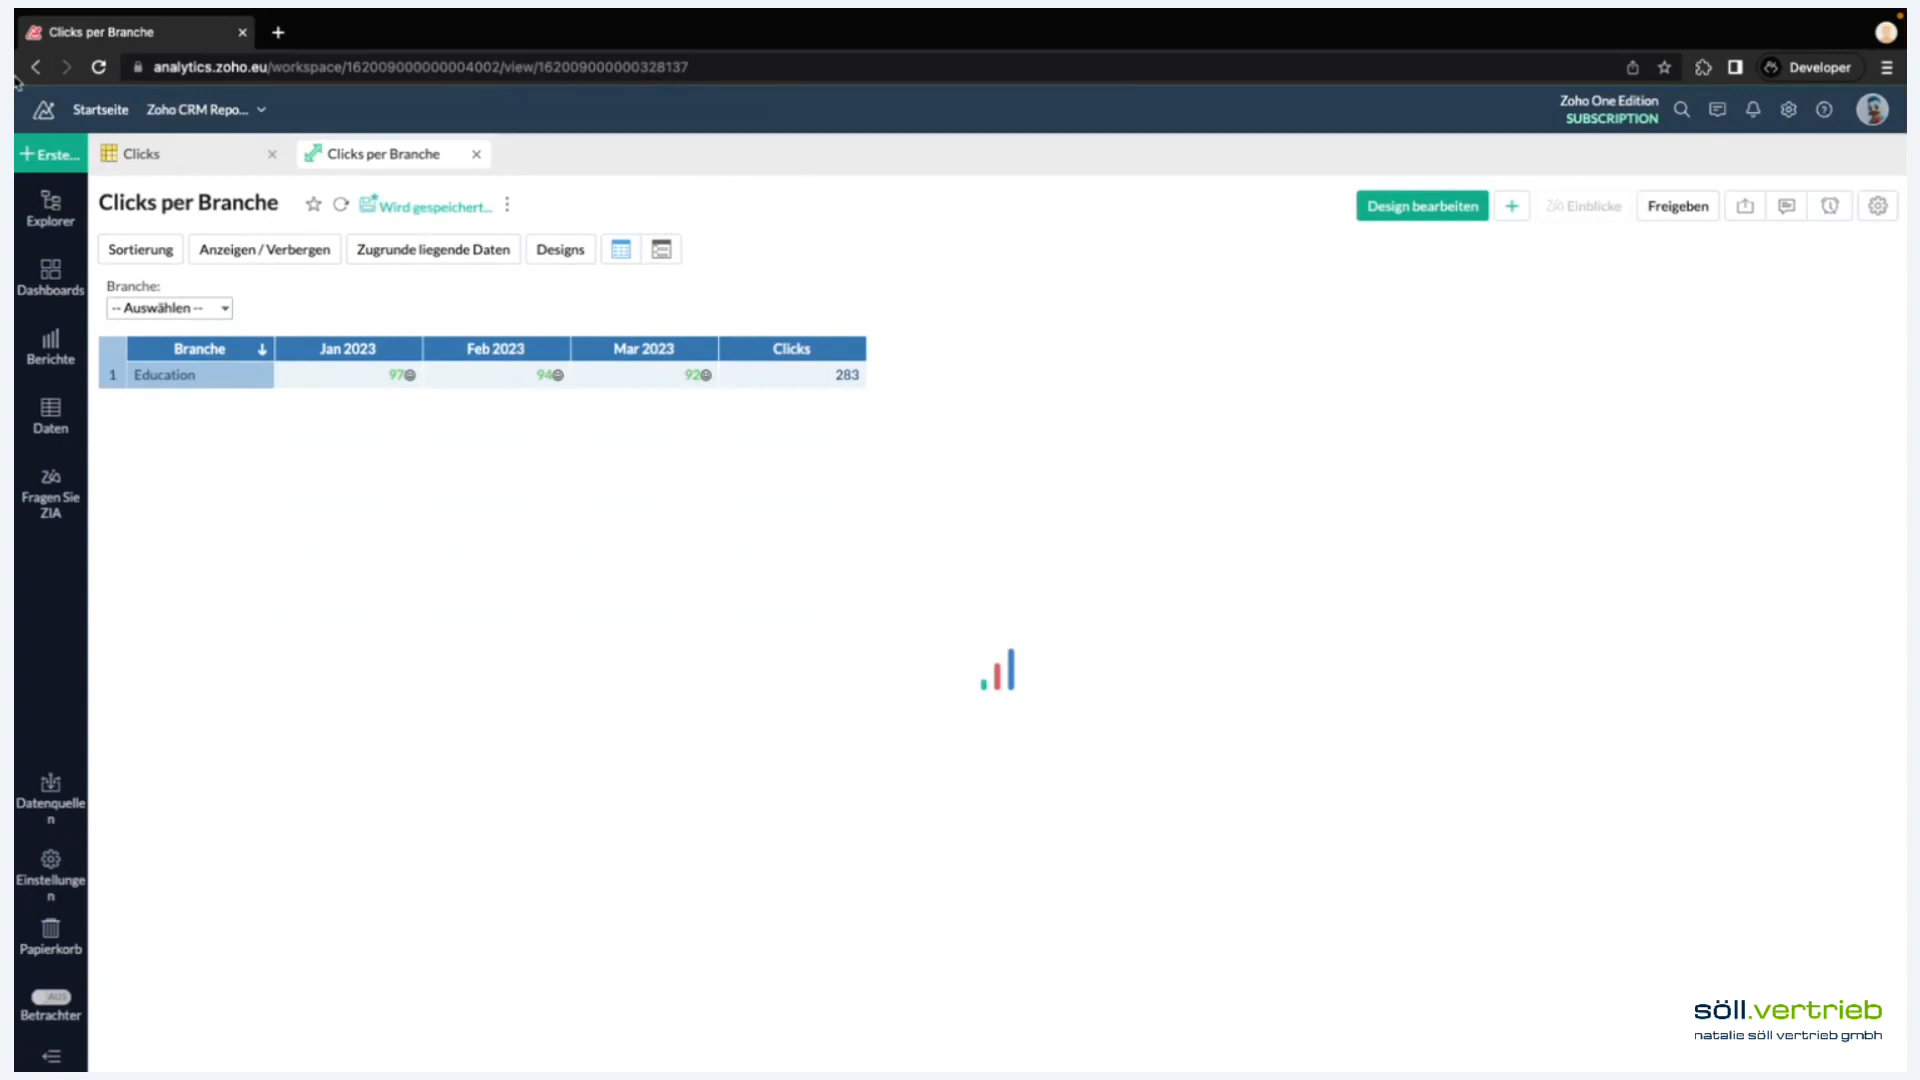 Clicks per Branche
analytics.zoho.eu/workspace/162009000000004002/view/162009000000328137
Developer
Startseite
Zoho CRM Repo...
Zoho One Edition
SUBSCRIPTION
+ Erste...
Clicks
Clicks per Branche
Explorer
Dashboards
Berichte
Daten
Fragen Sie
ZIA
Datenquelle
n
Einstellunge
n
Papierkorb
AUS
Betrachter
Clicks per Branche
Wird gespeichert...
Design bearbeiten
Einblicke
Freigeben
Sortierung
Anzeigen / Verbergen
Zugrunde liegende Daten
Designs
Branche:
-- Auswählen --
Branche Jan 2023 Feb 2023 Mar 2023 Clicks
1 Education 97 94 92 283
söll.vertrieb
natalie söll vertrieb gmbh